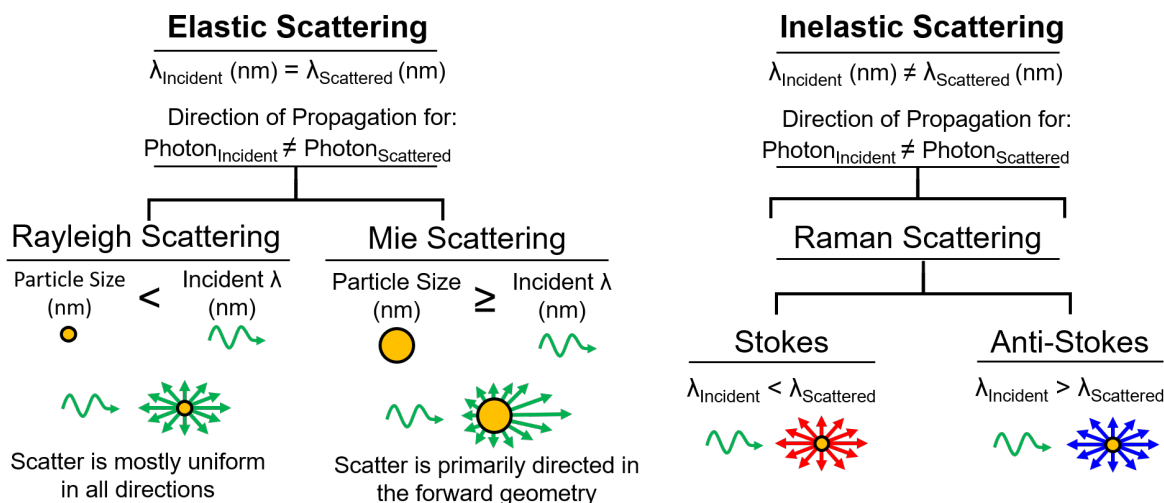 Elastic Scattering
λIncident (nm) = λScattered (nm)
Direction of Propagation for:
PhotonIncident ≠ PhotonScattered
Rayleigh Scattering
Particle Size
(nm)
<
Incident λ
(nm)
Scatter is mostly uniform
in all directions
Mie Scattering
Particle Size
(nm)
≥
Incident λ
(nm)
Scatter is primarily directed in
the forward geometry
Inelastic Scattering
λIncident (nm) ≠ λScattered (nm)
Direction of Propagation for:
PhotonIncident ≠ PhotonScattered
Raman Scattering
Stokes
λIncident < λScattered
Anti-Stokes
λIncident > λScattered